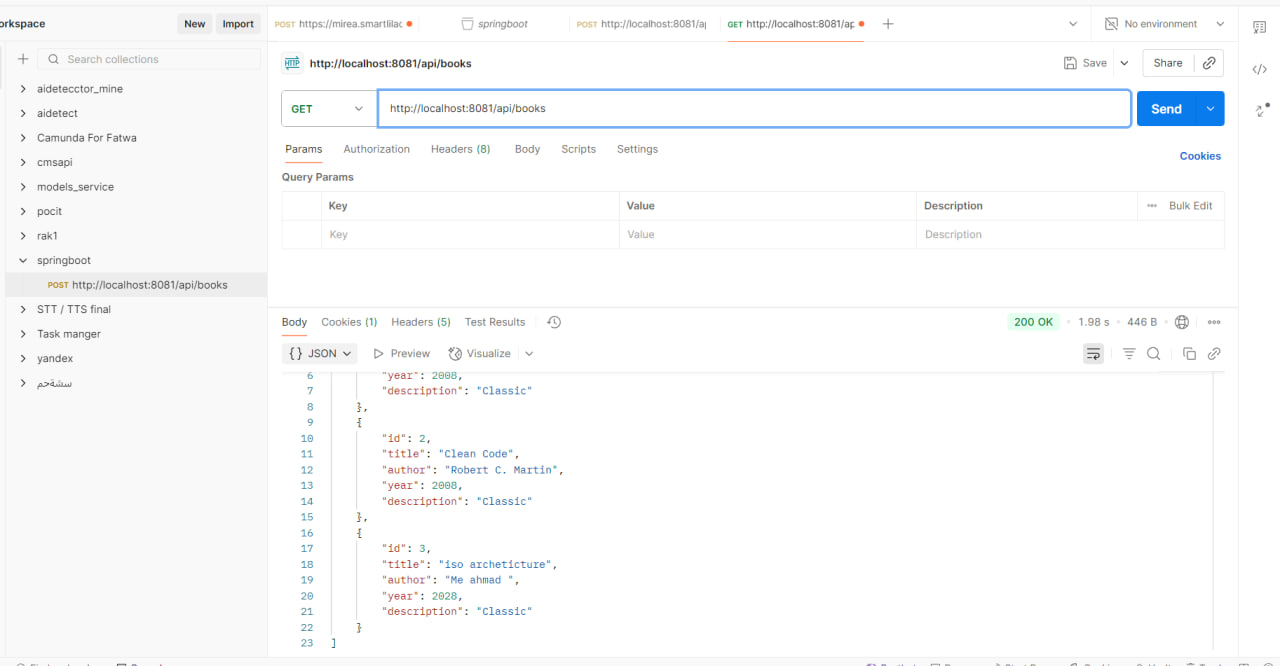 orkspace
New Import
POST https://mirea.smartlilac
springboot
POST http://localhost:8081/ap
GET http://localhost:8081/ap
No environment
Search collections
aidetecctor_mine
aidetect
Camunda For Fatwa
cmsapi
models_service
pocit
rak1
springboot
POST http://localhost:8081/api/books
STT / TTS final
Task manger
yandex
سشةحم
HTTP http://localhost:8081/api/books
Save Share
GET http://localhost:8081/api/books Send
Params Authorization Headers (8) Body Scripts Settings Cookies
Query Params
Key Value Description Bulk Edit
Key Value Description
Body Cookies (1) Headers (5) Test Results 200 OK 1.98 s 446 B
{} JSON Preview Visualize
6 "year": 2008,
7 "description": "Classic"
8 },
9 {
10 "id": 2,
11 "title": "Clean Code",
12 "author": "Robert C. Martin",
13 "year": 2008,
14 "description": "Classic"
15 },
16 {
17 "id": 3,
18 "title": "iso archeticture",
19 "author": "Me ahmad ",
20 "year": 2028,
21 "description": "Classic"
22 }
23 ]